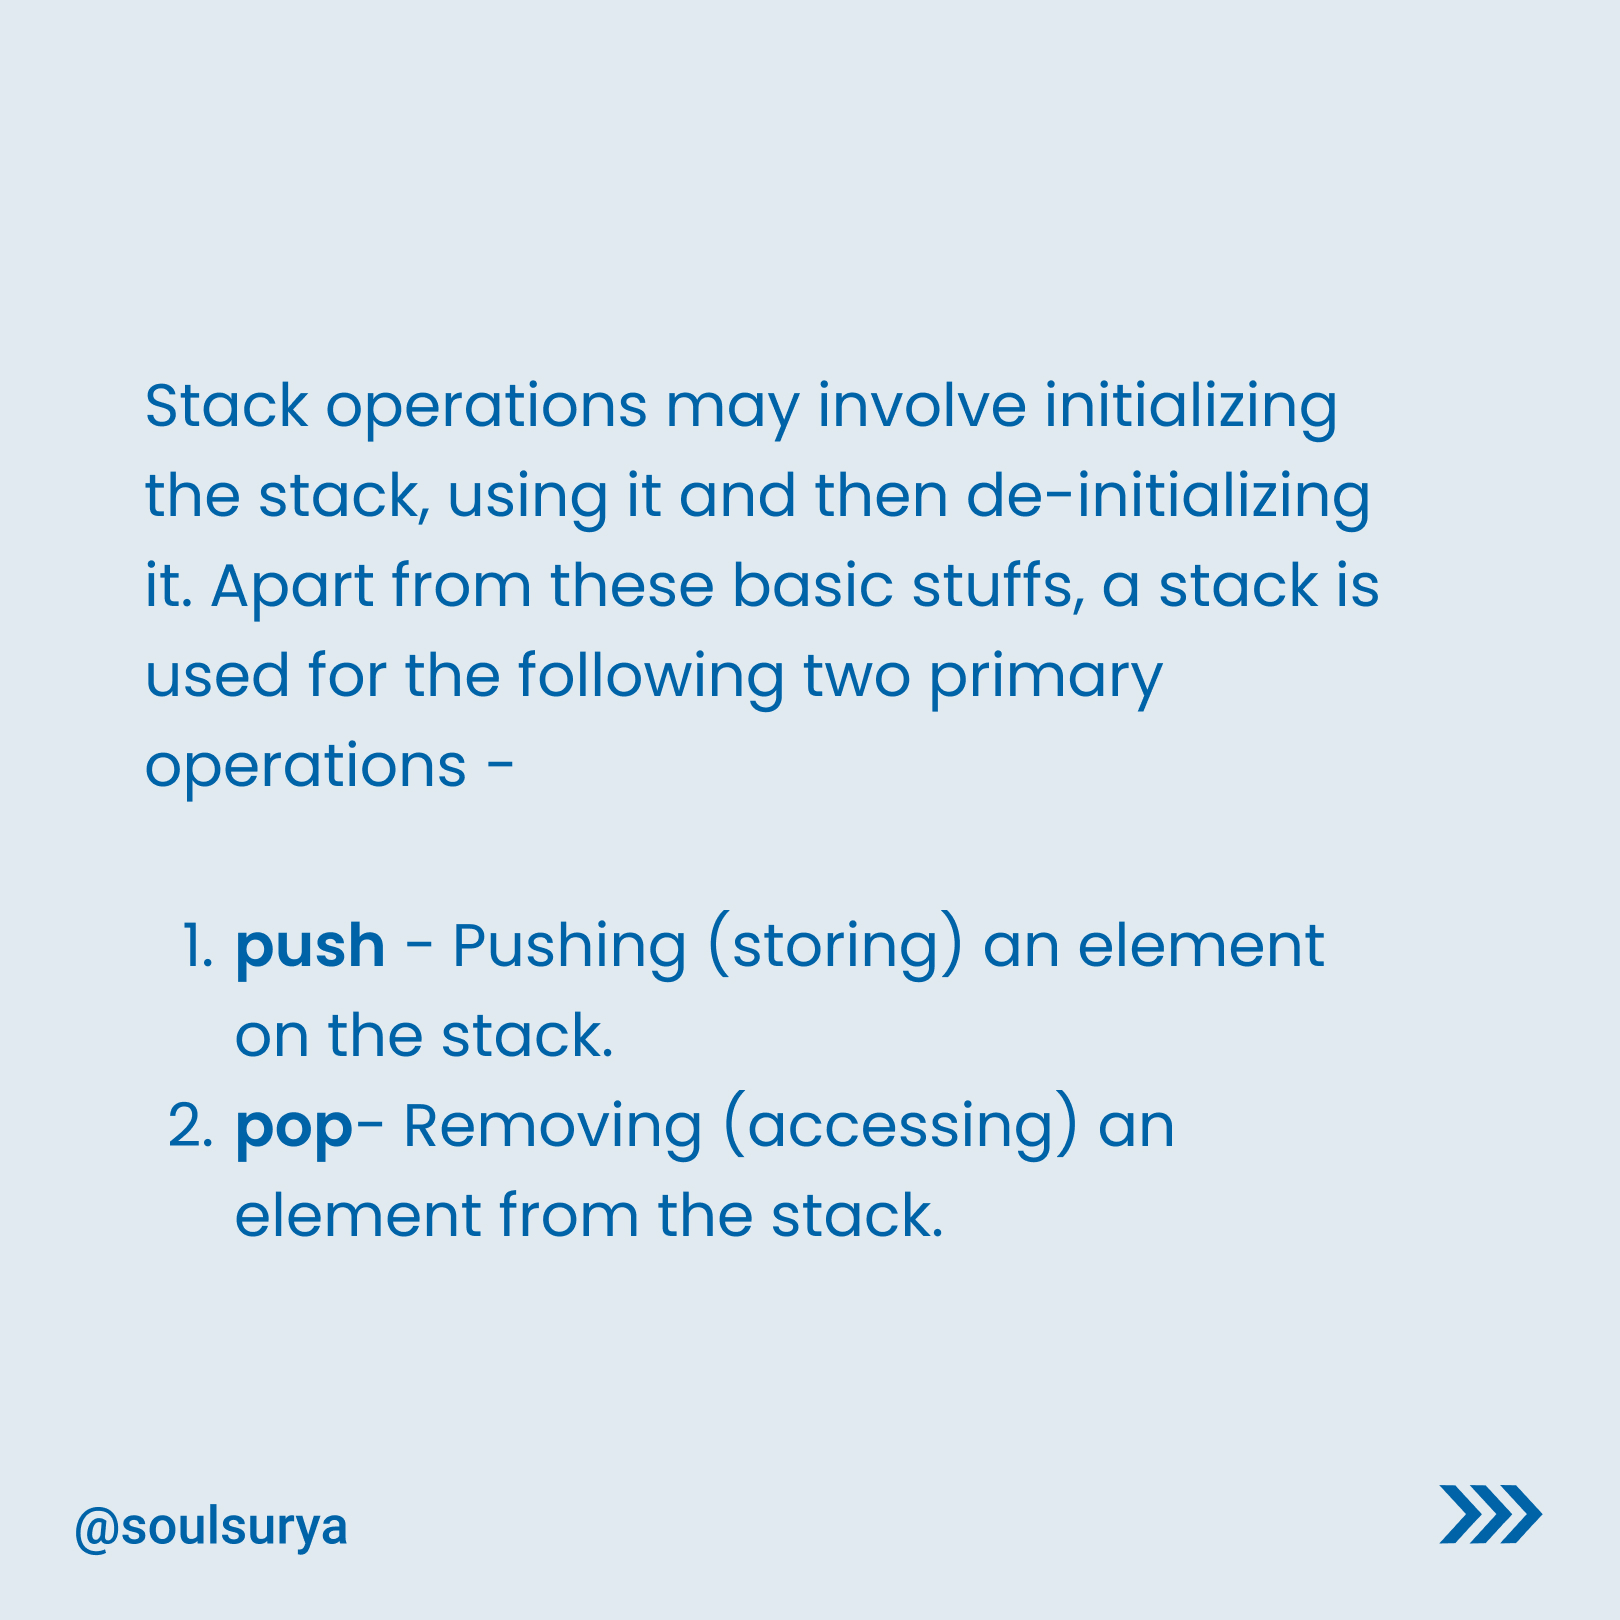 Stack operations may involve initializing
the stack, using it and then de-initializing
it. Apart from these basic stuffs, a stack is
used for the following two primary
operations -
1. push - Pushing (storing) an element
on the stack.
2. pop- Removing (accessing) an
element from the stack.
@soulsurya